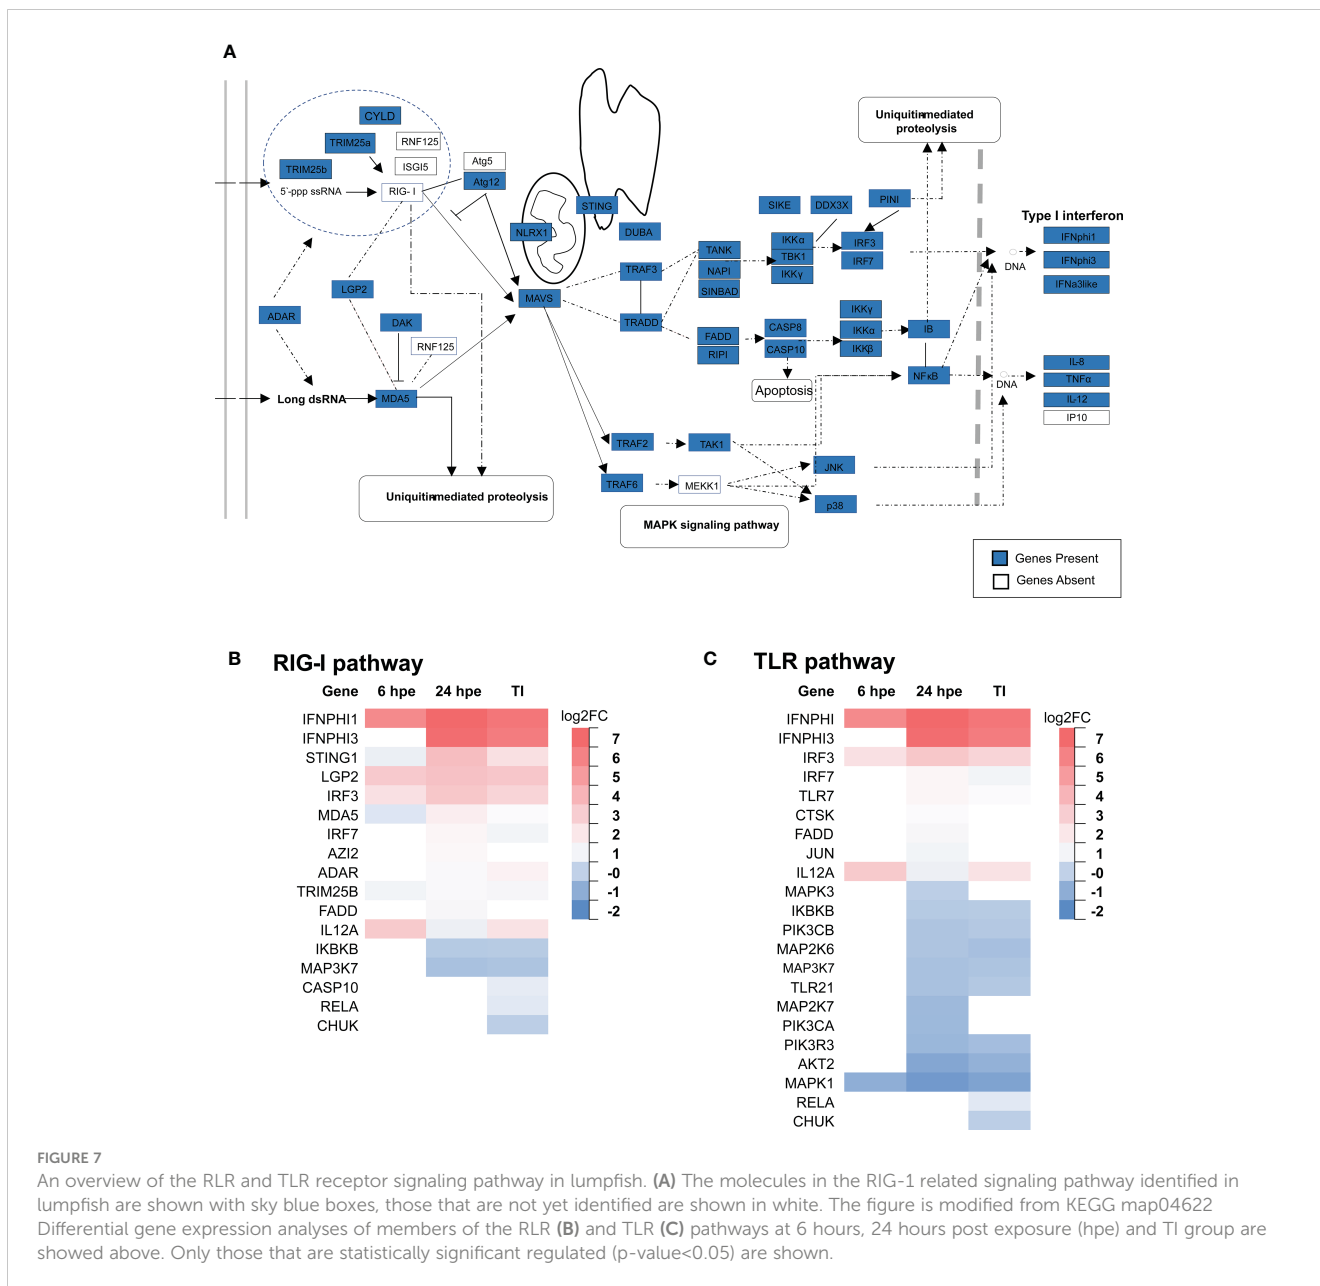 A
CYLD
TRIM25a
RNF125
TRIM25b
ISGI5
Atg5
Atg12
5`-ppp ssRNA
RIG- I
STING
NLRX1
DUBA
SIKE
DDX3X
PINI
Uniquitin-mediated
proteolysis
TANK
NAPI
SINBAD
IKKα
TBK1
IKKγ
IRF3
IRF7
Type I interferon
IFNphi1
IFNphi3
IFNa3like
DNA
TRAF3
TRADD
LGP2
MAVS
ADAR
DAK
RNF125
FADD
RIPI
CASP8
CASP10
IKKγ
IKKα
IKKβ
IB
NFκB
Apoptosis
Long dsRNA
MDA5
DNA
IL-8
TNFα
IL-12
IP10
TRAF2
TAK1
TRAF6
MEKK1
JNK
p38
Uniquitin-mediated proteolysis
MAPK signaling pathway
Genes Present
Genes Absent
B
RIG-I pathway
Gene 6 hpe 24 hpe TI
IFNPHI1
IFNPHI3
STING1
LGP2
IRF3
MDA5
IRF7
AZI2
ADAR
TRIM25B
FADD
IL12A
IKBKB
MAP3K7
CASP10
RELA
CHUK
log2FC
7
6
5
4
3
2
1
-0
-1
-2
C
TLR pathway
Gene 6 hpe 24 hpe TI
IFNPHI
IFNPHI3
IRF3
IRF7
TLR7
CTSK
FADD
JUN
IL12A
MAPK3
IKBKB
PIK3CB
MAP2K6
MAP3K7
TLR21
MAP2K7
PIK3CA
PIK3R3
AKT2
MAPK1
RELA
CHUK
log2FC
7
6
5
4
3
2
1
-0
-1
-2
FIGURE 7
An overview of the RLR and TLR receptor signaling pathway in lumpfish. (A) The molecules in the RIG-1 related signaling pathway identified in
lumpfish are shown with sky blue boxes, those that are not yet identified are shown in white. The figure is modified from KEGG map04622
Differential gene expression analyses of members of the RLR (B) and TLR (C) pathways at 6 hours, 24 hours post exposure (hpe) and TI group are
showed above. Only those that are statistically significant regulated (p-value<0.05) are shown.